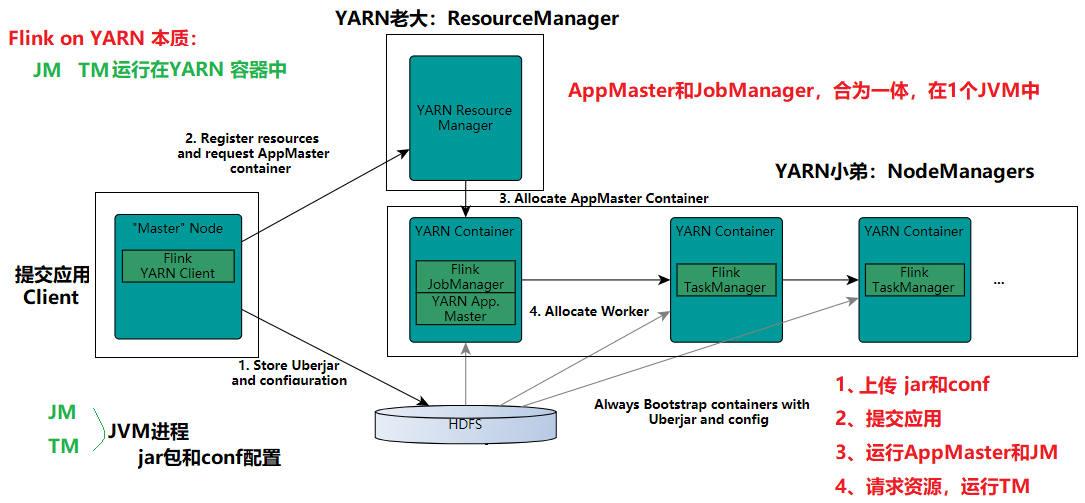 YARN老大：ResourceManager
Flink on YARN 本质：
JM TM 运行在YARN 容器中
AppMaster和JobManager，合为一体，在1个JVM中
YARN Resource
Manager
2. Register resources
and request AppMaster
container
YARN小弟：NodeManagers
3. Allocate AppMaster Container
"Master" Node
Flink
YARN Client
提交应用
Client
YARN Container
Flink
JobManager
YARN App.
Master
YARN Container
Flink
TaskManager
YARN Container
Flink
TaskManager
...
4. Allocate Worker
1. Store Uberjar
and configuration
HDFS
Always Bootstrap containers with
Uberjar and config
JM
TM
JVM进程
jar包和conf配置
1、上传 jar和conf
2、提交应用
3、运行AppMaster和JM
4、请求资源，运行TM